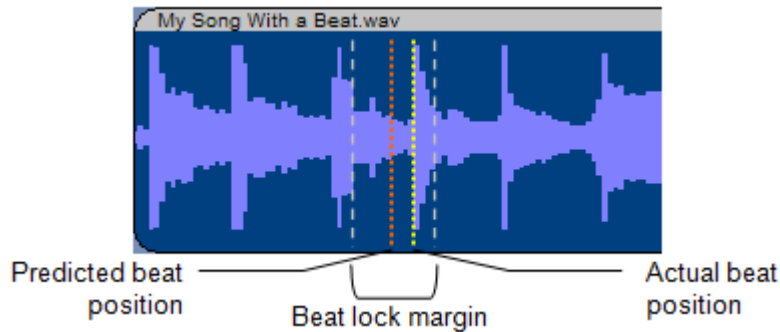 My Song With a Beat.wav
Predicted beat
position
Beat lock margin
Actual beat
position